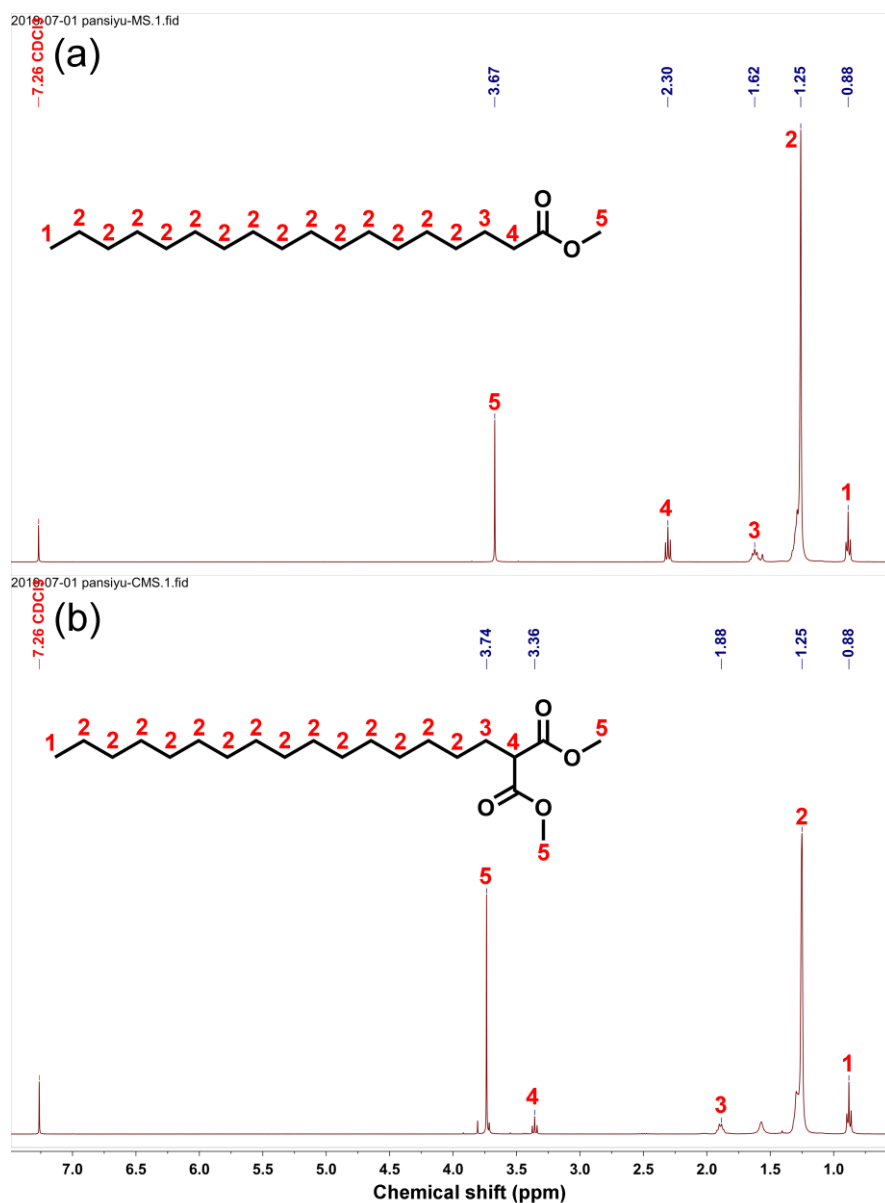 2019-07-01 pansiyu-MS.1.fid
(a)
7.26 CDCl3
3.67
2.30
1.62
1.25
0.88
2
O
2 2 2 2 2 2 2 3
1 2 2 2 2 2 2 2 4 5
O
5
4
3
1
2019-07-01 pansiyu-CMS.1.fid
(b)
7.26 CDCl3
3.74
3.36
1.88
1.25
0.88
O
2 2 2 2 2 2 2 3 5
1 2 2 2 2 2 2 2 4
O
O O
5
2
5
4
3
1
7.0 6.5 6.0 5.5 5.0 4.5 4.0 3.5 3.0 2.5 2.0 1.5 1.0
Chemical shift (ppm)